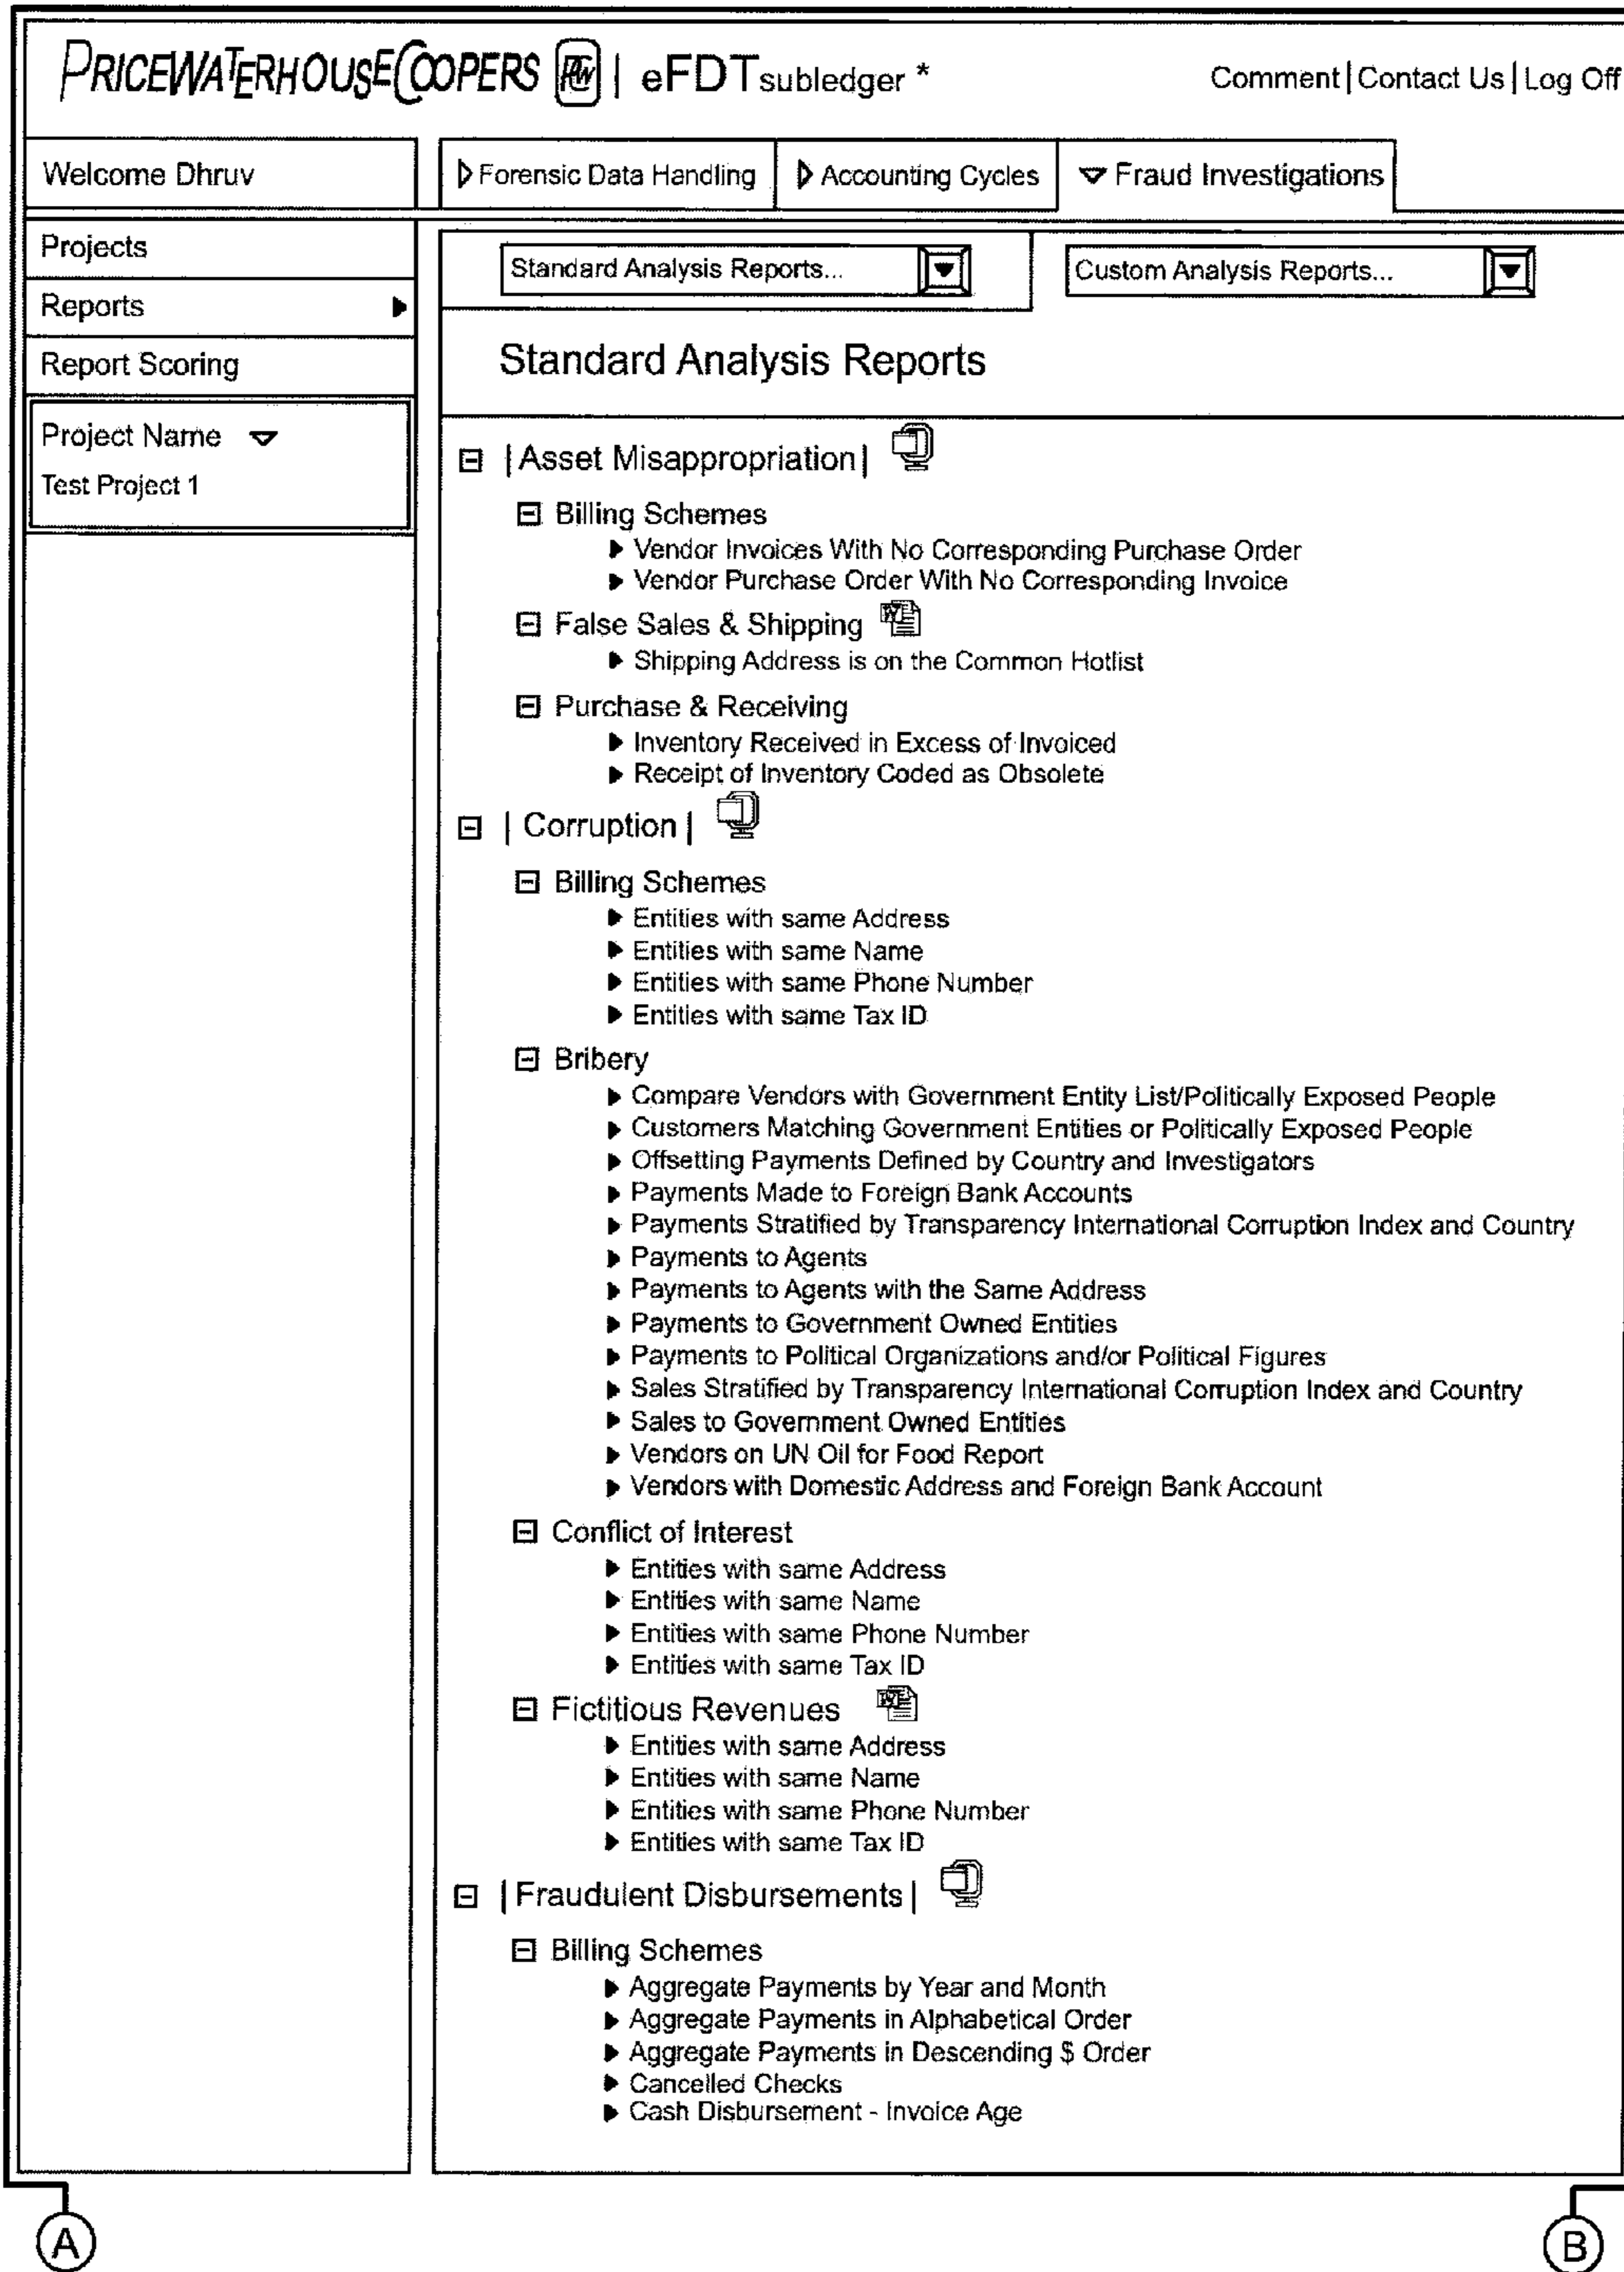 PRICEWATERHOUSECOOPERS PwC | eFDT subledger * Comment | Contact Us | Log Off
Welcome Dhruv
Forensic Data Handling
Accounting Cycles
Fraud Investigations
Projects
Reports
Report Scoring
Project Name
Test Project 1
Standard Analysis Reports...
Custom Analysis Reports...
Standard Analysis Reports
| Asset Misappropriation |
Billing Schemes
Vendor Invoices With No Corresponding Purchase Order
Vendor Purchase Order With No Corresponding Invoice
False Sales & Shipping
Shipping Address is on the Common Hotlist
Purchase & Receiving
Inventory Received in Excess of Invoiced
Receipt of Inventory Coded as Obsolete
| Corruption |
Billing Schemes
Entities with same Address
Entities with same Name
Entities with same Phone Number
Entities with same Tax ID
Bribery
Compare Vendors with Government Entity List/Politically Exposed People
Customers Matching Government Entities or Politically Exposed People
Offsetting Payments Defined by Country and Investigators
Payments Made to Foreign Bank Accounts
Payments Stratified by Transparency International Corruption Index and Country
Payments to Agents
Payments to Agents with the Same Address
Payments to Government Owned Entities
Payments to Political Organizations and/or Political Figures
Sales Stratified by Transparency International Corruption Index and Country
Sales to Government Owned Entities
Vendors on UN Oil for Food Report
Vendors with Domestic Address and Foreign Bank Account
Conflict of Interest
Entities with same Address
Entities with same Name
Entities with same Phone Number
Entities with same Tax ID
Fictitious Revenues
Entities with same Address
Entities with same Name
Entities with same Phone Number
Entities with same Tax ID
| Fraudulent Disbursements |
Billing Schemes
Aggregate Payments by Year and Month
Aggregate Payments in Alphabetical Order
Aggregate Payments in Descending $ Order
Cancelled Checks
Cash Disbursement - Invoice Age
A
B